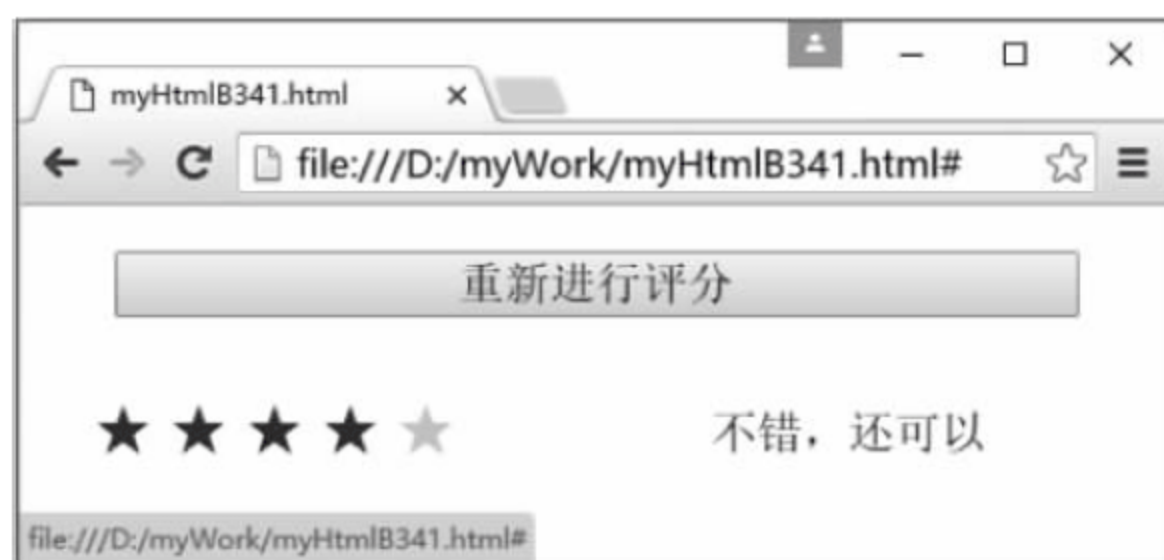 myHtmlB341.html
file:///D:/myWork/myHtmlB341.html#
重新进行评分
★★★★★ 不错，还可以
file:///D:/myWork/myHtmlB341.html#